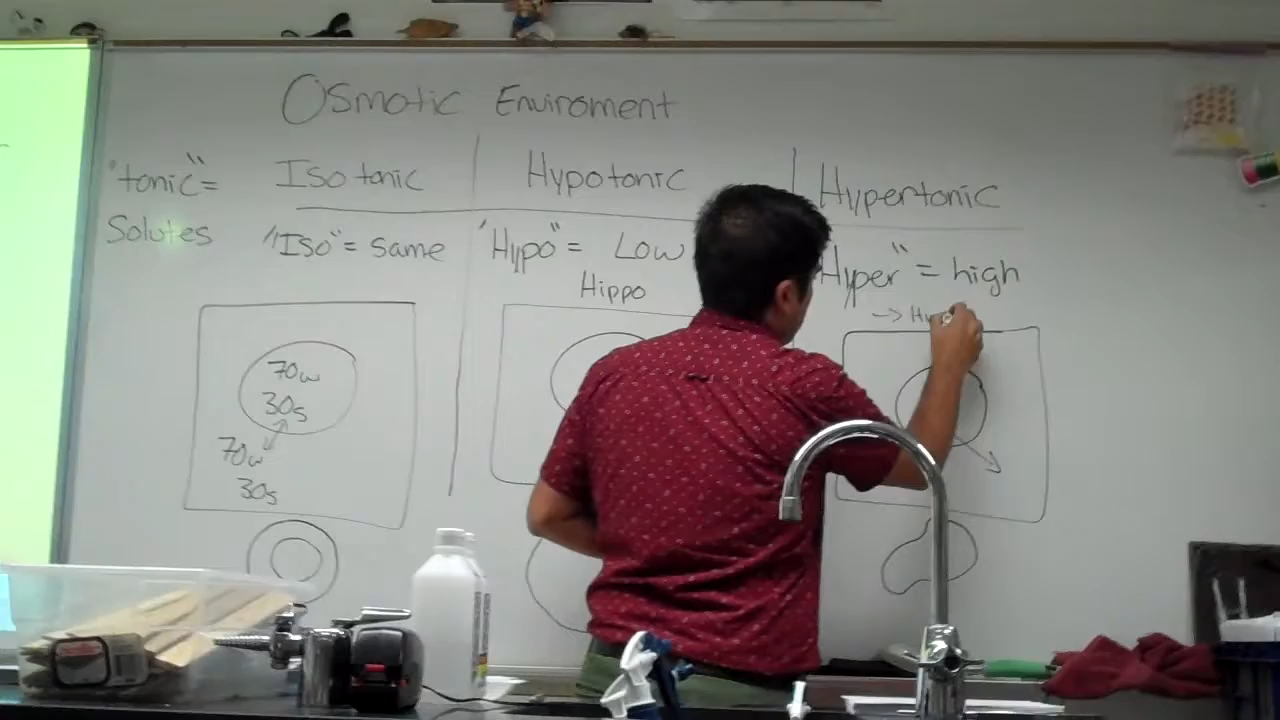 Osmotic Enviroment
"tonic" =
Solutes
Isotonic
Hypotonic
Hypertonic
"Iso" = same
"Hypo" = Low
Hippo
Hyper" = high
70w
30s
70w
30s